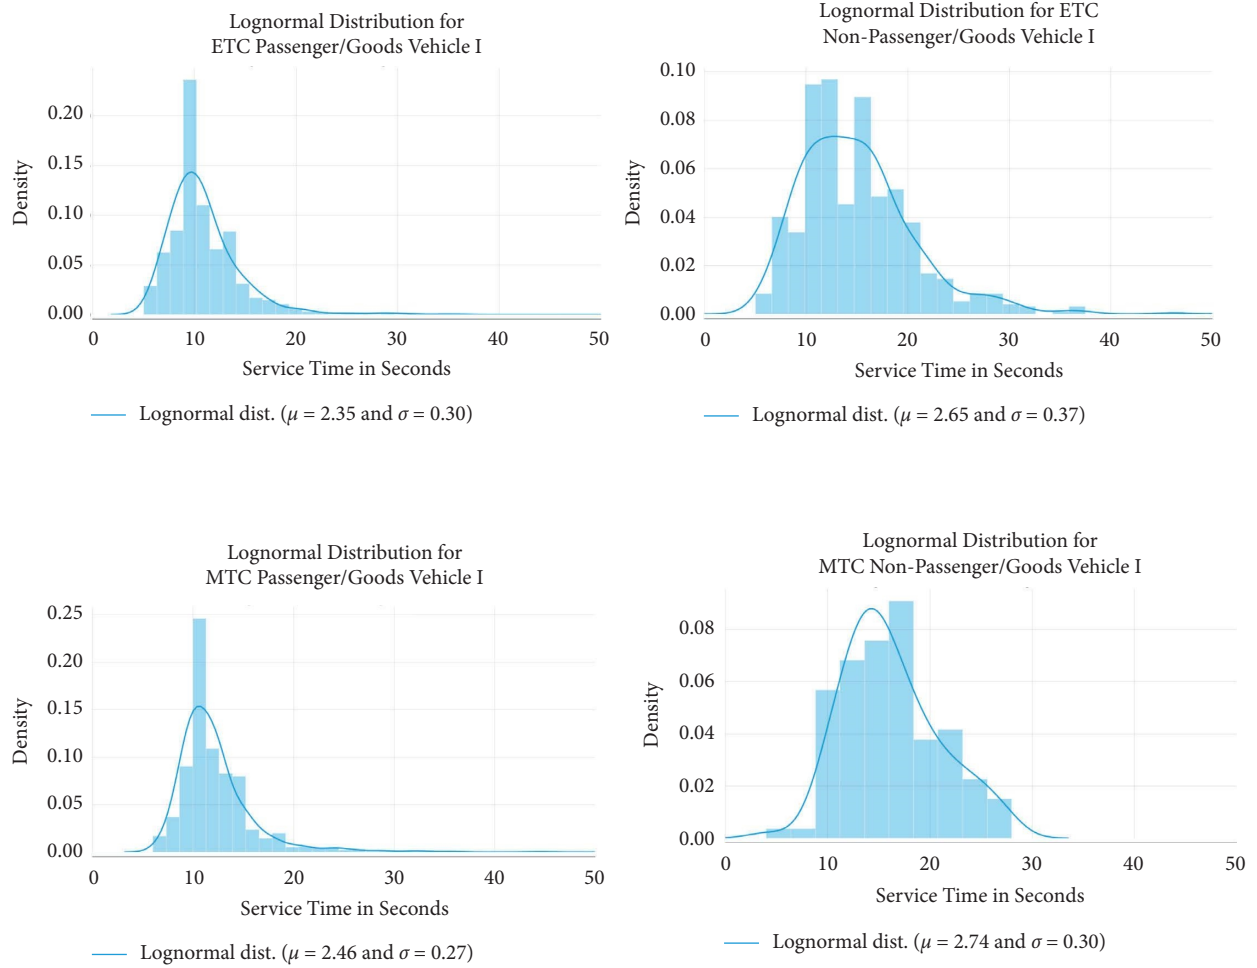 Lognormal Distribution for
ETC Passenger/Goods Vehicle I
0.20
0.15
0.10
0.05
0.00
Density
0 10 20 30 40 50
Service Time in Seconds
Lognormal dist. (μ = 2.35 and σ = 0.30)
Lognormal Distribution for ETC
Non-Passenger/Goods Vehicle I
0.10
0.08
0.06
0.04
0.02
0.00
Density
0 10 20 30 40 50
Service Time in Seconds
Lognormal dist. (μ = 2.65 and σ = 0.37)
Lognormal Distribution for
MTC Passenger/Goods Vehicle I
0.25
0.20
0.15
0.10
0.05
0.00
Density
0 10 20 30 40 50
Service Time in Seconds
Lognormal dist. (μ = 2.46 and σ = 0.27)
Lognormal Distribution for
MTC Non-Passenger/Goods Vehicle I
0.08
0.06
0.04
0.02
0.00
Density
0 10 20 30 40 50
Service Time in Seconds
Lognormal dist. (μ = 2.74 and σ = 0.30)